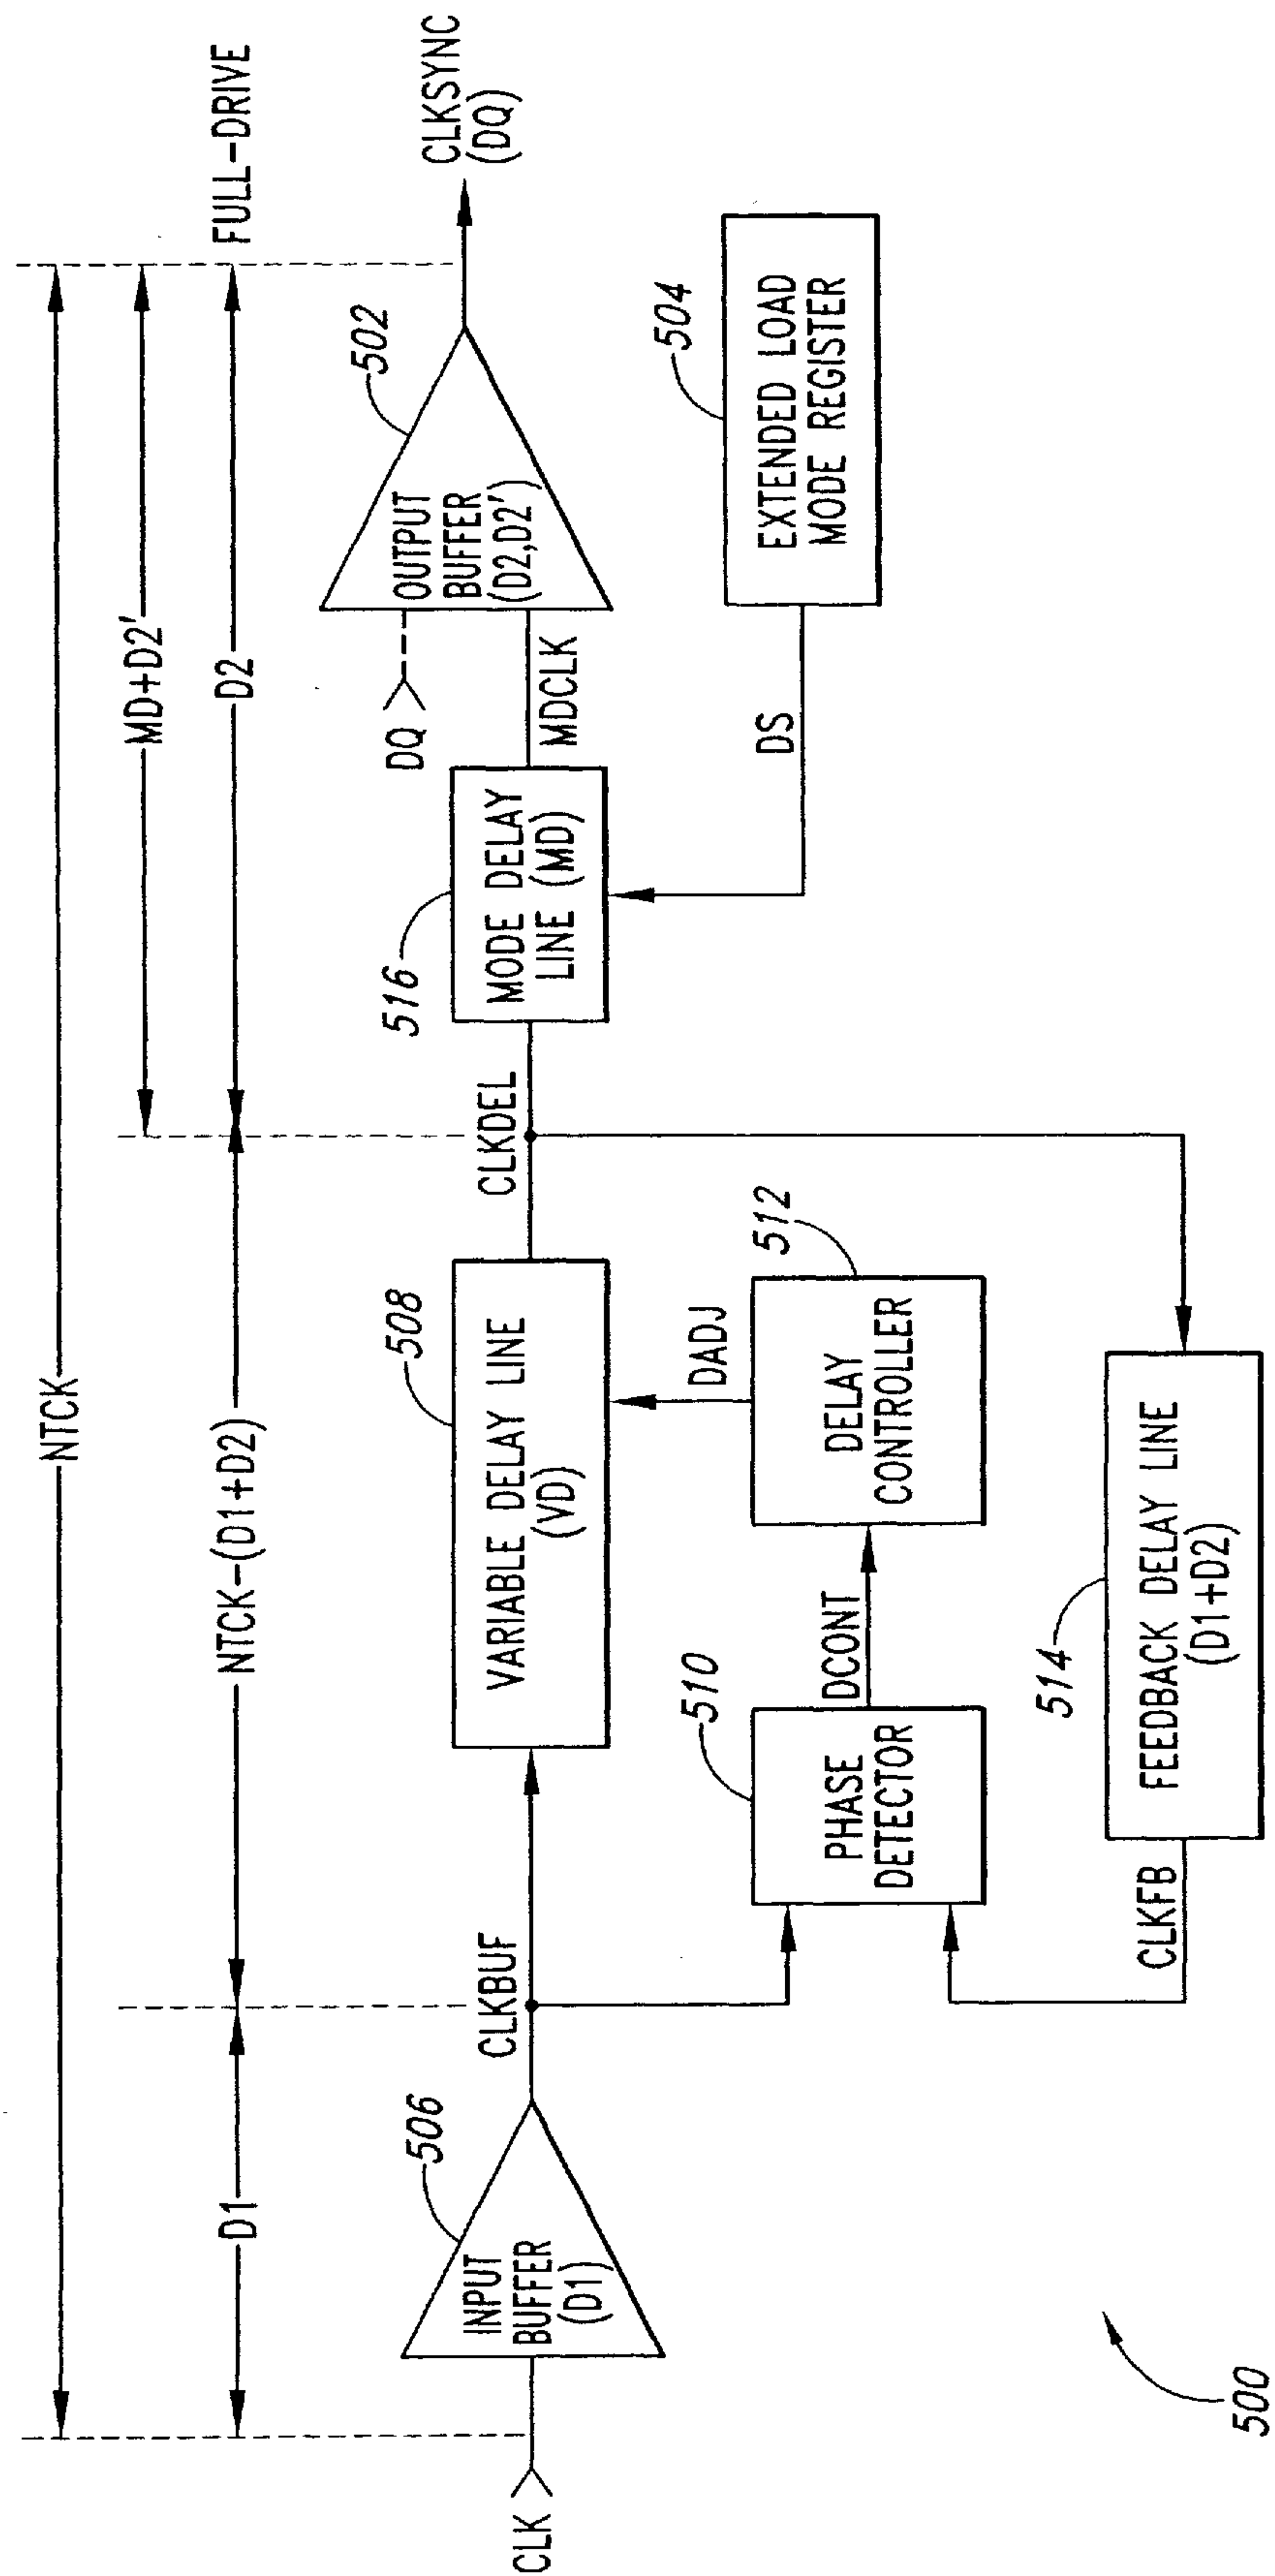 NTCK
MD+D2'
D1
NTCK-(D1+D2)
D2
FULL-DRIVE
CLK
INPUT
BUFFER
(D1)
506
CLKBUF
VARIABLE DELAY LINE
(VD)
508
CLKDEL
MODE DELAY
LINE (MD)
516
DQ
MDCLK
OUTPUT
BUFFER
(D2,D2')
502
CLKSYNC
(DQ)
PHASE
DETECTOR
510
DCONT
DELAY
CONTROLLER
512
DADJ
DS
EXTENDED LOAD
MODE REGISTER
504
CLKFB
FEEDBACK DELAY LINE
(D1+D2)
514
500